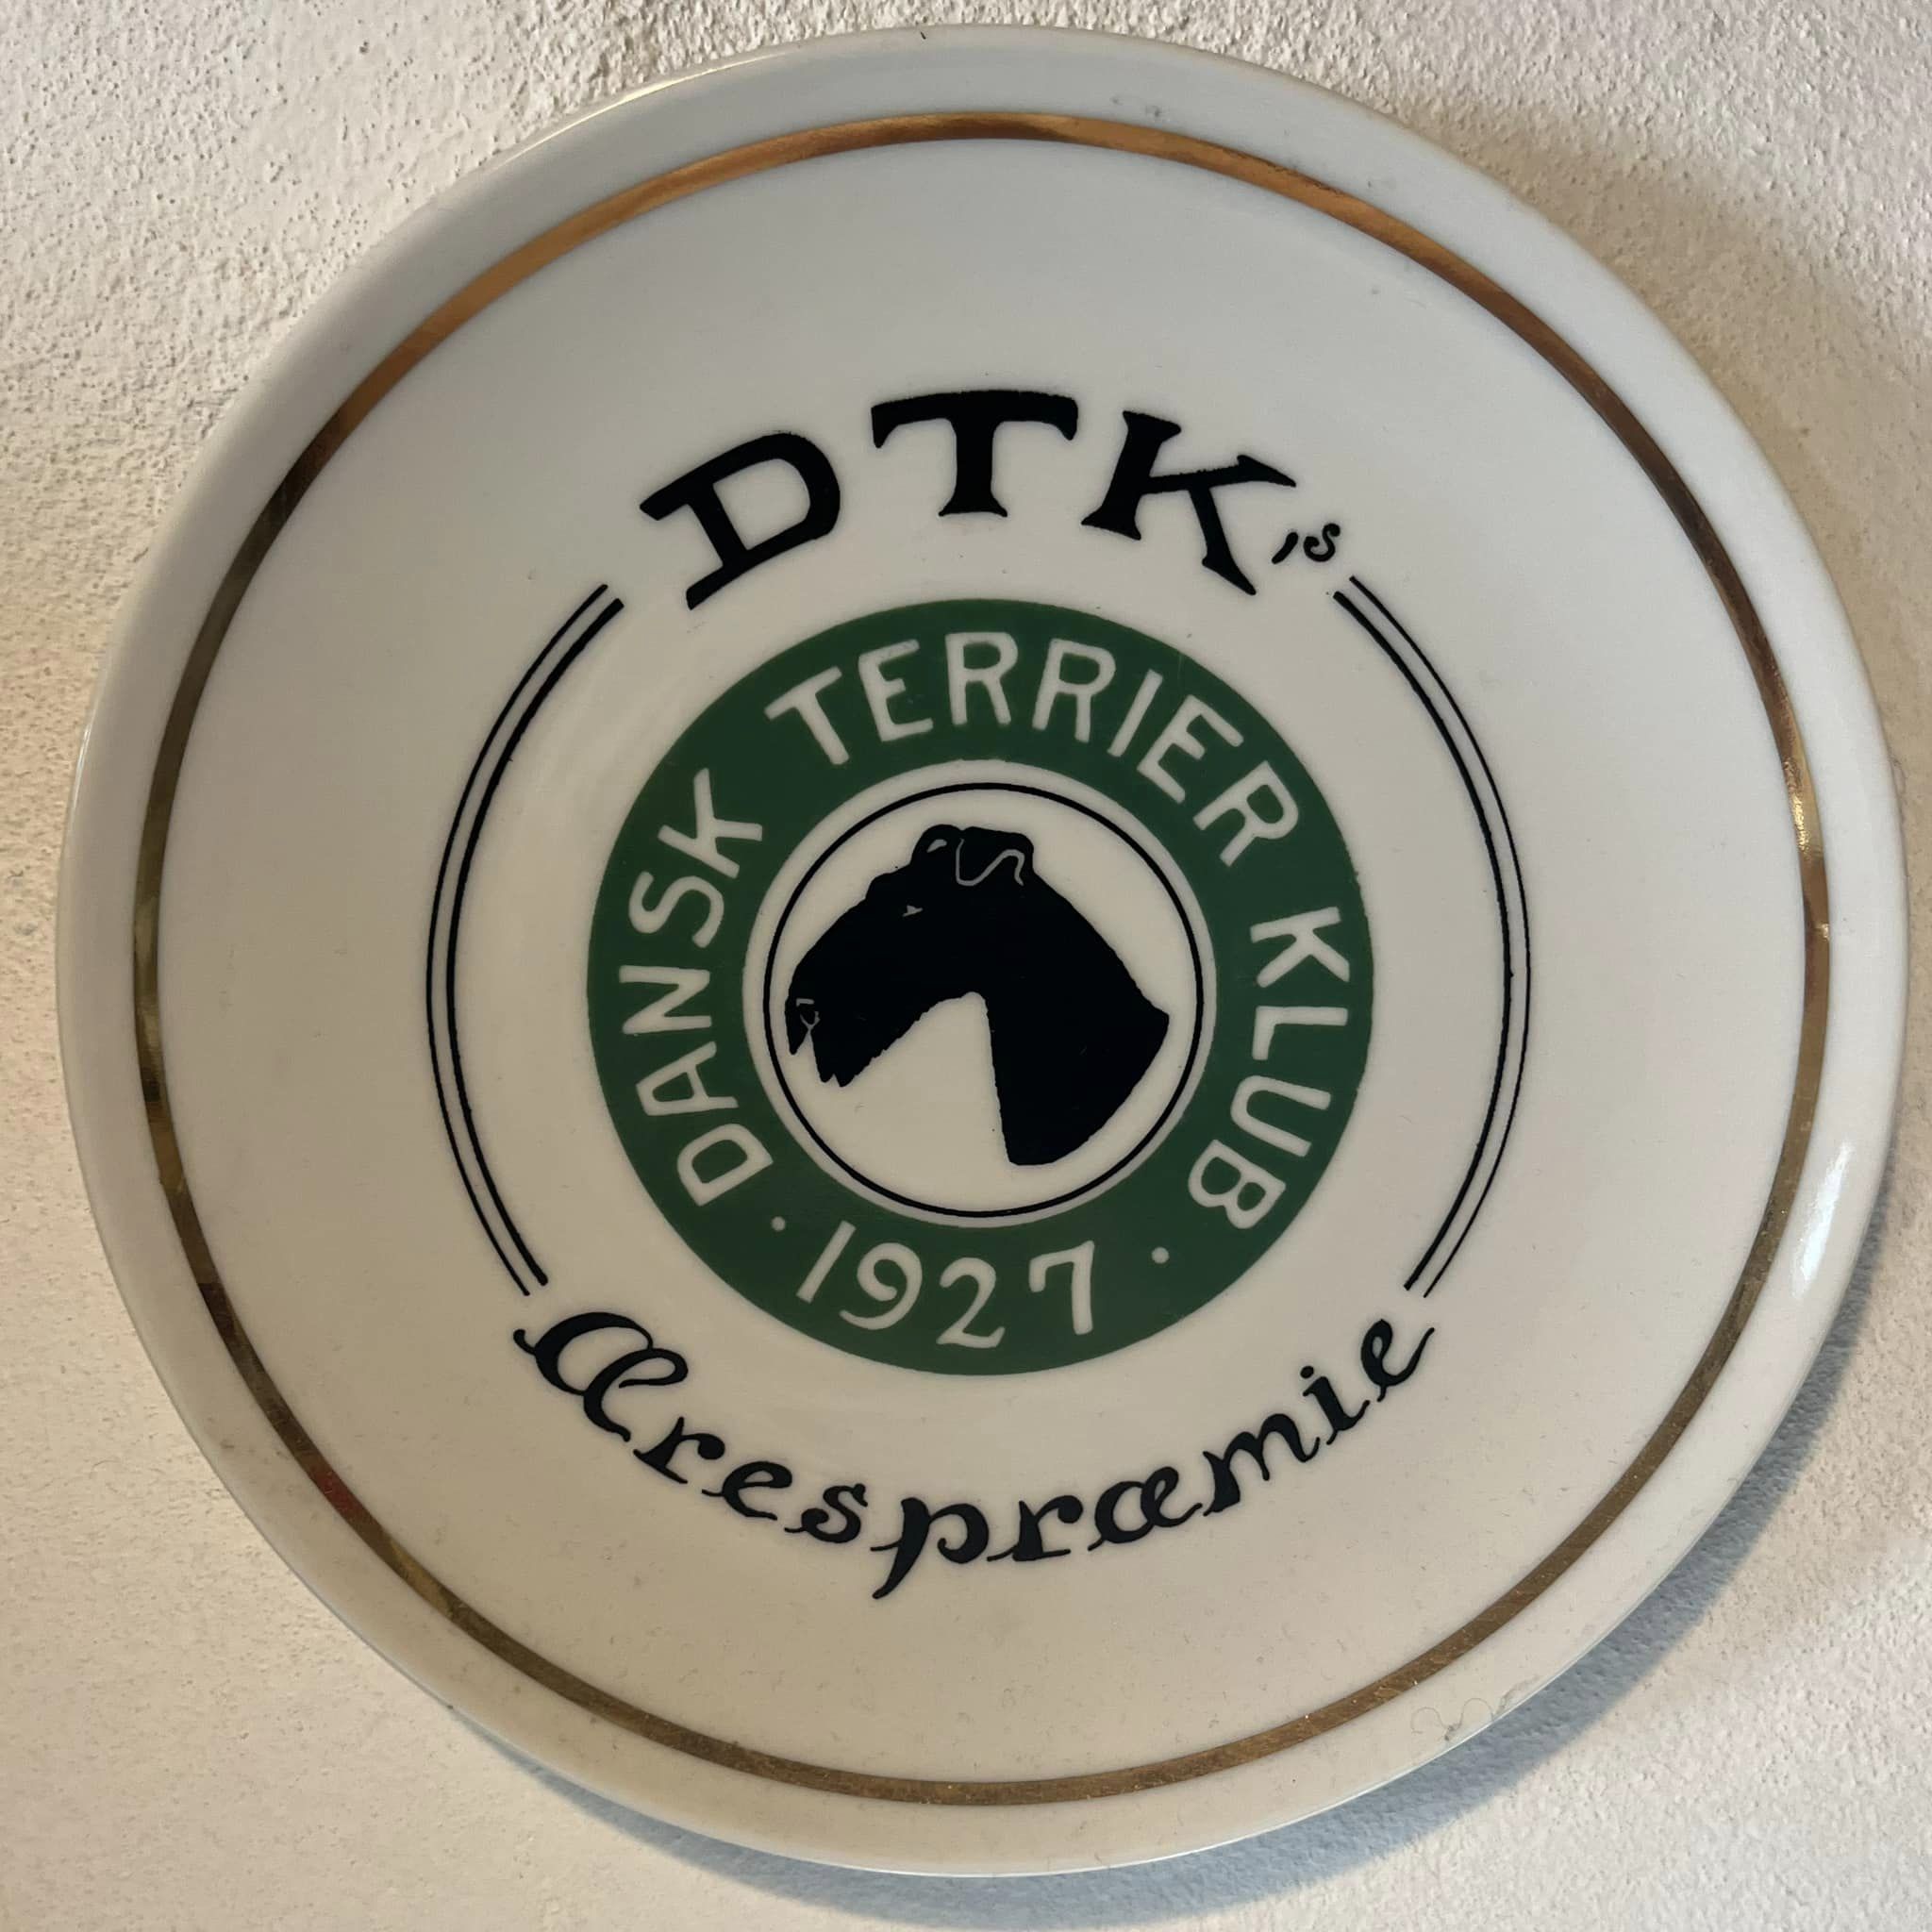 DTK's
DANSK TERRIER KLUB
· 1927 ·
Ærespræmie